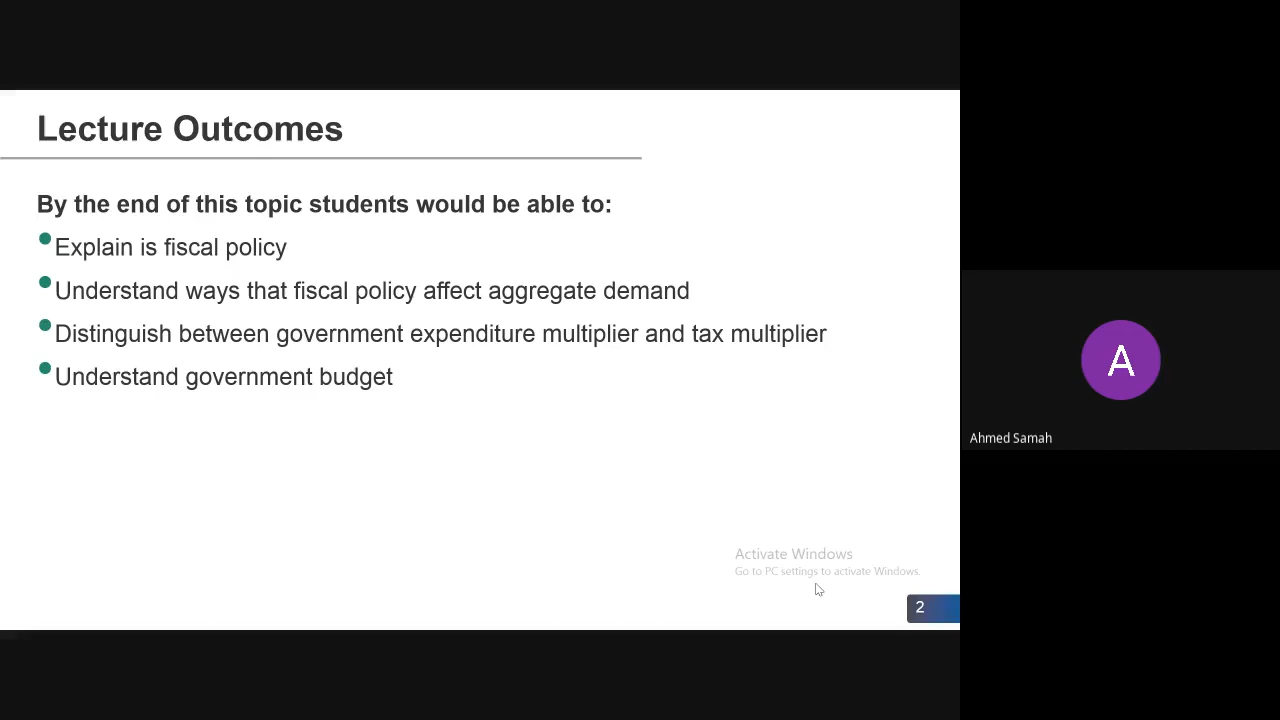 Lecture Outcomes
By the end of this topic students would be able to:
Explain is fiscal policy
Understand ways that fiscal policy affect aggregate demand
Distinguish between government expenditure multiplier and tax multiplier
Understand government budget
Activate Windows
Go to PC settings to activate Windows.
2
A
Ahmed Samah